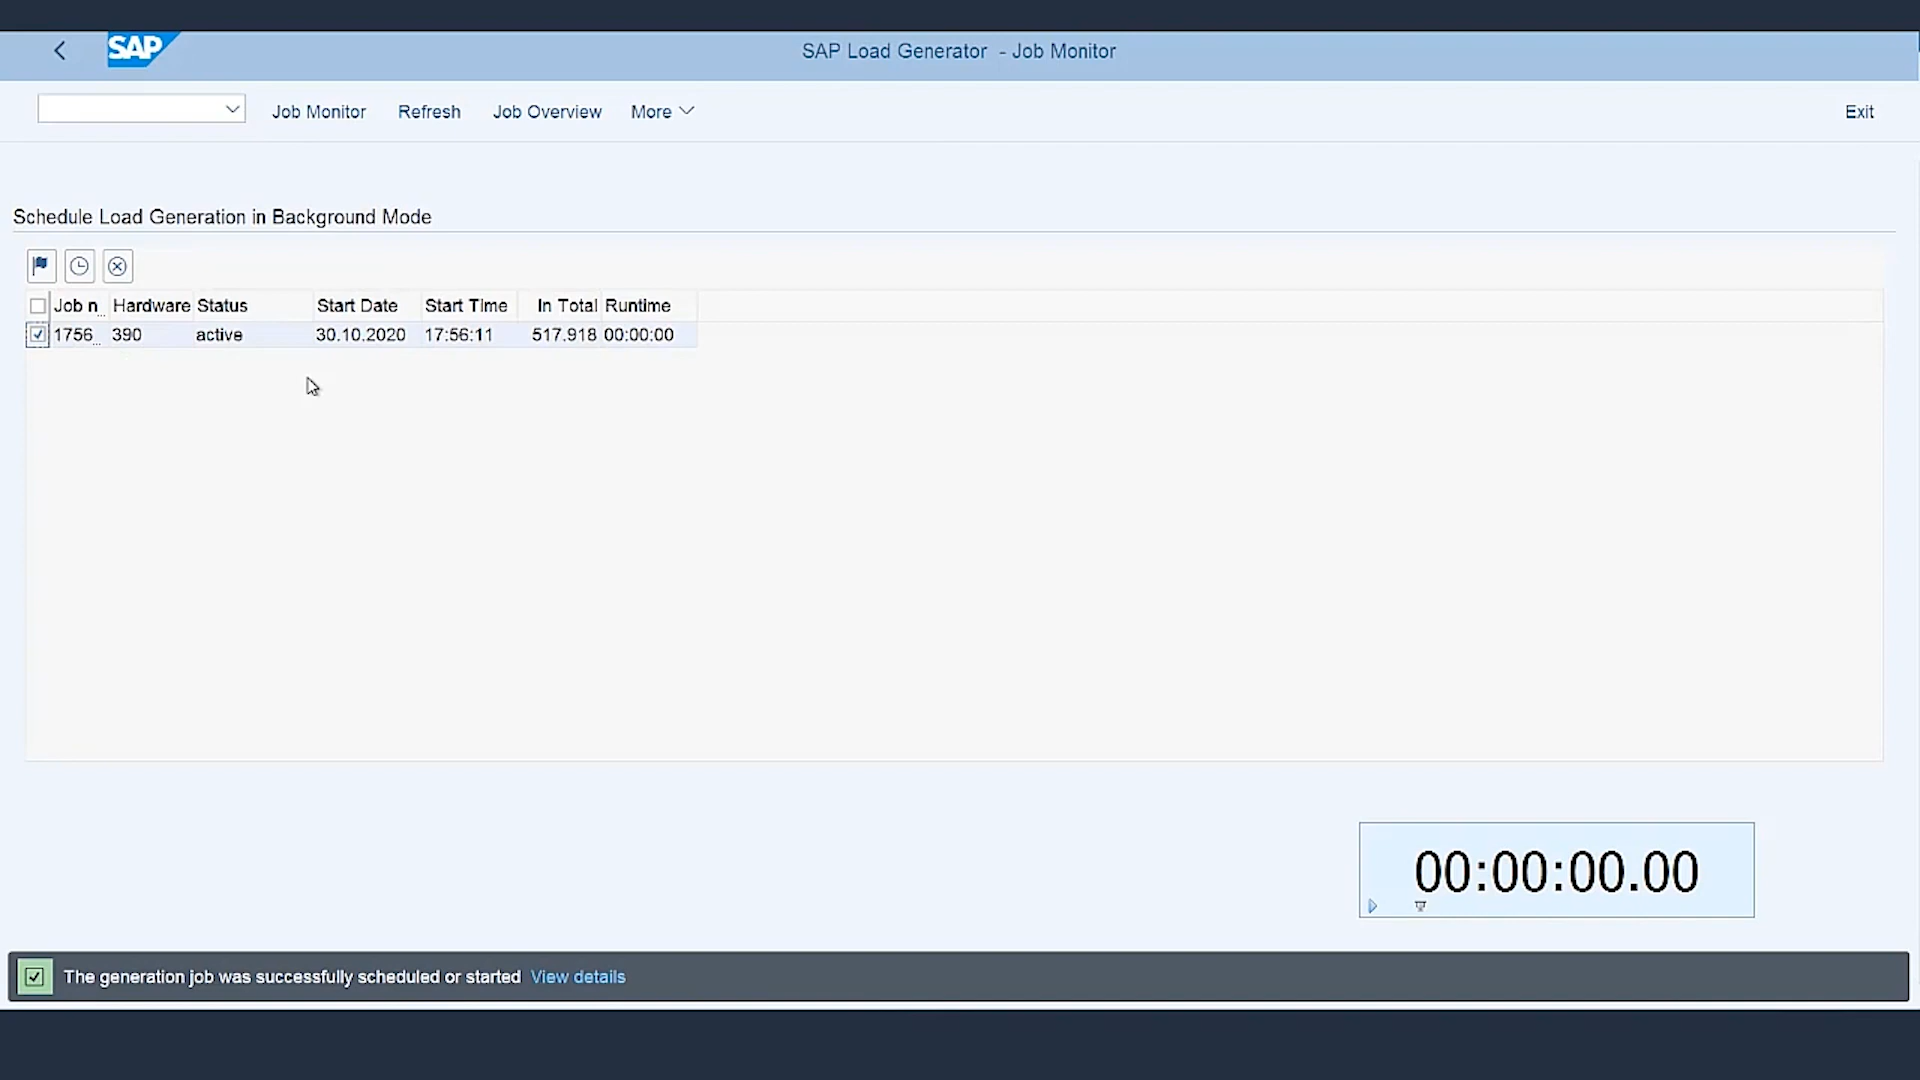 SAP
SAP Load Generator - Job Monitor
Job Monitor Refresh Job Overview More Exit
Schedule Load Generation in Background Mode
Job n.. Hardware Status Start Date Start Time In Total Runtime
1756.. 390 active 30.10.2020 17:56:11 517.918 00:00:00
00:00:00.00
The generation job was successfully scheduled or started View details